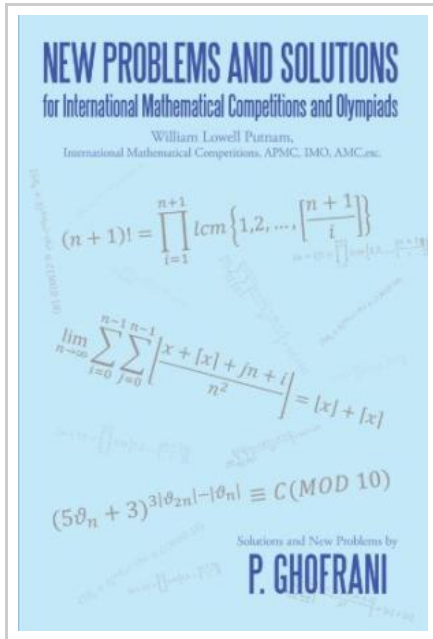 NEW PROBLEMS AND SOLUTIONS
for International Mathematical Competitions and Olympiads
William Lowell Putnam,
International Mathematical Competitions, APMC, IMO, AMC,etc.
(n + 1)! = ∏_{i=1}^{n+1} lcm {1,2, ..., [(n + 1)/i]}
lim_{n→∞} ∑_{i=0}^{n-1} ∑_{j=0}^{n-1} ⌊(x + ⌈x⌉ + jn + i)/n²⌋ = ⌊x⌋ + ⌈x⌉
(5ϑ_n + 3)^{3|ϑ_{2n}|−|ϑ_n|} ≡ C(MOD 10)
Solutions and New Problems by
P. GHOFRANI